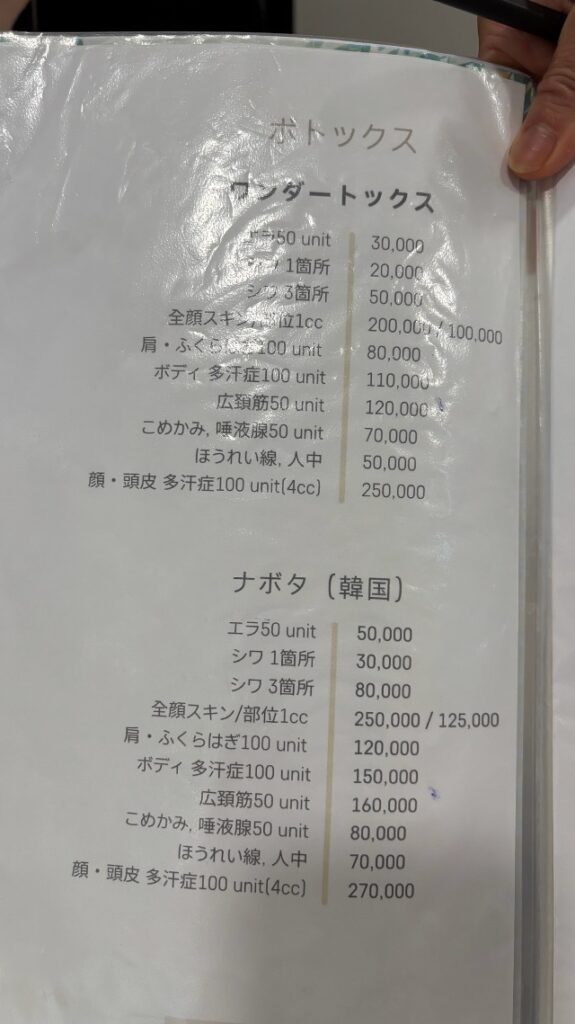 ボトックス
ワンダートックス
エラ50 unit 30,000
シワ 1箇所 20,000
シワ 3箇所 50,000
全顔スキン/部位1cc 200,000 / 100,000
肩・ふくらはぎ100 unit 80,000
ボディ 多汗症100 unit 110,000
広頚筋50 unit 120,000
こめかみ, 唾液腺50 unit 70,000
ほうれい線, 人中 50,000
顔・頭皮 多汗症100 unit(4cc) 250,000
ナボタ (韓国)
エラ50 unit 50,000
シワ 1箇所 30,000
シワ 3箇所 80,000
全顔スキン/部位1cc 250,000 / 125,000
肩・ふくらはぎ100 unit 120,000
ボディ 多汗症100 unit 150,000
広頚筋50 unit 160,000
こめかみ, 唾液腺50 unit 80,000
ほうれい線, 人中 70,000
顔・頭皮 多汗症100 unit(4cc) 270,000